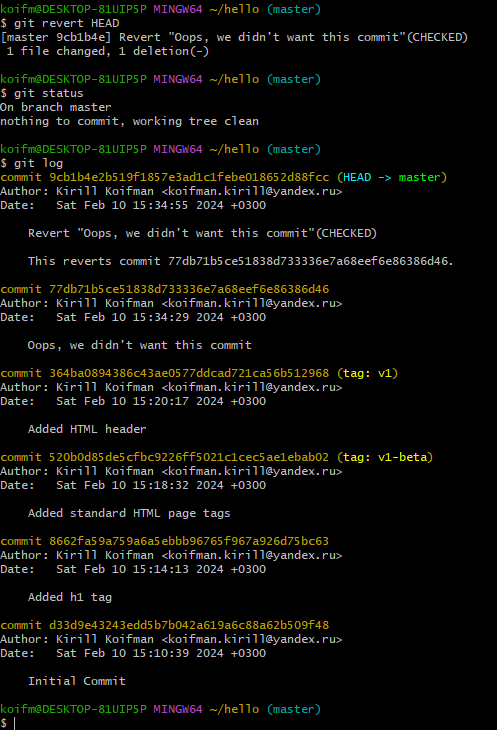 koifm@DESKTOP-81UIP5P MINGW64 ~/hello (master)
$ git revert HEAD
[master 9cb1b4e] Revert "Oops, we didn't want this commit"(CHECKED)
 1 file changed, 1 deletion(-)

koifm@DESKTOP-81UIP5P MINGW64 ~/hello (master)
$ git status
On branch master
nothing to commit, working tree clean

koifm@DESKTOP-81UIP5P MINGW64 ~/hello (master)
$ git log
commit 9cb1b4e2b519f1857e3ad1c1febe018652d88fcc (HEAD -> master)
Author: Kirill Koifman <koifman.kirill@yandex.ru>
Date:   Sat Feb 10 15:34:55 2024 +0300

    Revert "Oops, we didn't want this commit"(CHECKED)

    This reverts commit 77db71b5ce51838d733336e7a68eef6e86386d46.

commit 77db71b5ce51838d733336e7a68eef6e86386d46
Author: Kirill Koifman <koifman.kirill@yandex.ru>
Date:   Sat Feb 10 15:34:29 2024 +0300

    Oops, we didn't want this commit

commit 364ba0894386c43ae0577ddcad721ca56b512968 (tag: v1)
Author: Kirill Koifman <koifman.kirill@yandex.ru>
Date:   Sat Feb 10 15:20:17 2024 +0300

    Added HTML header

commit 520b0d85de5cfbc9226ff5021c1cec5ae1ebab02 (tag: v1-beta)
Author: Kirill Koifman <koifman.kirill@yandex.ru>
Date:   Sat Feb 10 15:18:32 2024 +0300

    Added standard HTML page tags

commit 8662fa59a759a6a5ebbb96765f967a926d75bc63
Author: Kirill Koifman <koifman.kirill@yandex.ru>
Date:   Sat Feb 10 15:14:13 2024 +0300

    Added h1 tag

commit d33d9e43243edd5b7b042a619a6c88a62b509f48
Author: Kirill Koifman <koifman.kirill@yandex.ru>
Date:   Sat Feb 10 15:10:39 2024 +0300

    Initial Commit

koifm@DESKTOP-81UIP5P MINGW64 ~/hello (master)
$